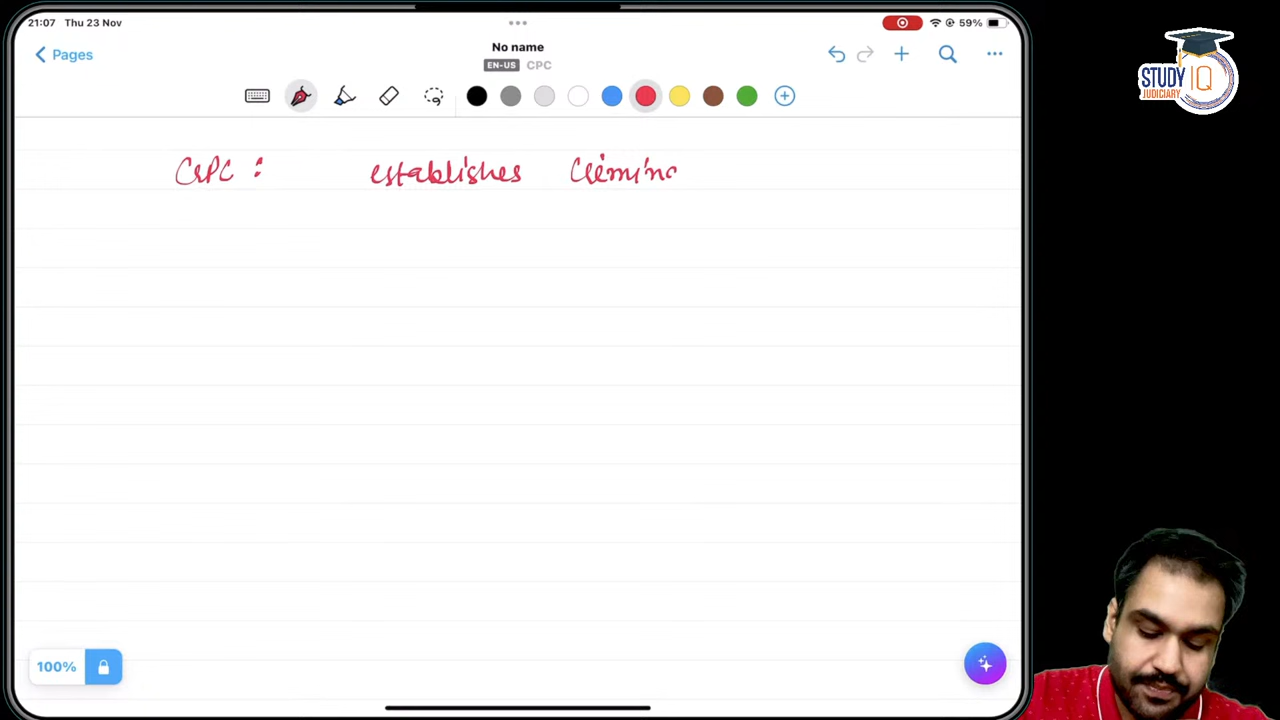 21:07 Thu 23 Nov
59%
Pages
No name
EN-US CPC
STUDY IQ
JUDICIARY
CrPC : establishes Crimina
100%